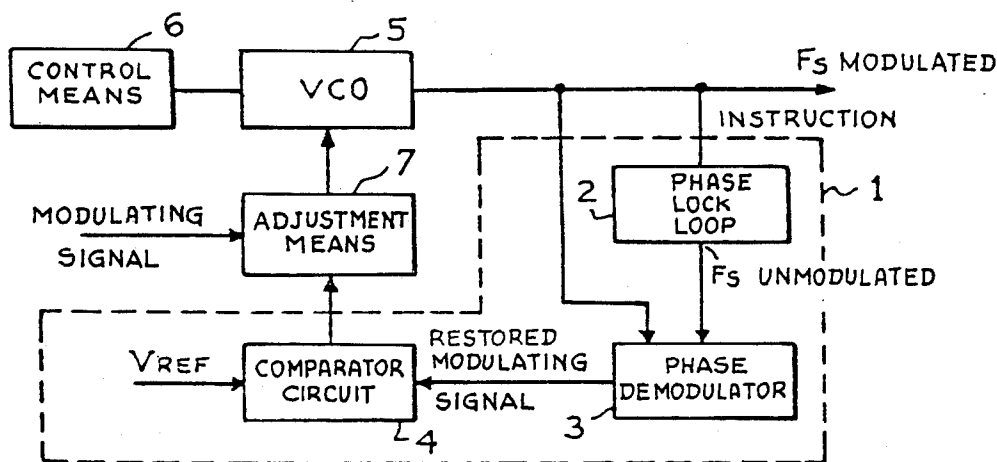 6
CONTROL
MEANS
5
VCO
FS MODULATED
INSTRUCTION
7
ADJUSTMENT
MEANS
MODULATING
SIGNAL
2
PHASE
LOCK
LOOP
1
FS UNMODULATED
VREF
COMPARATOR
CIRCUIT
4
RESTORED
MODULATING
SIGNAL
PHASE
DEMODULATOR
3